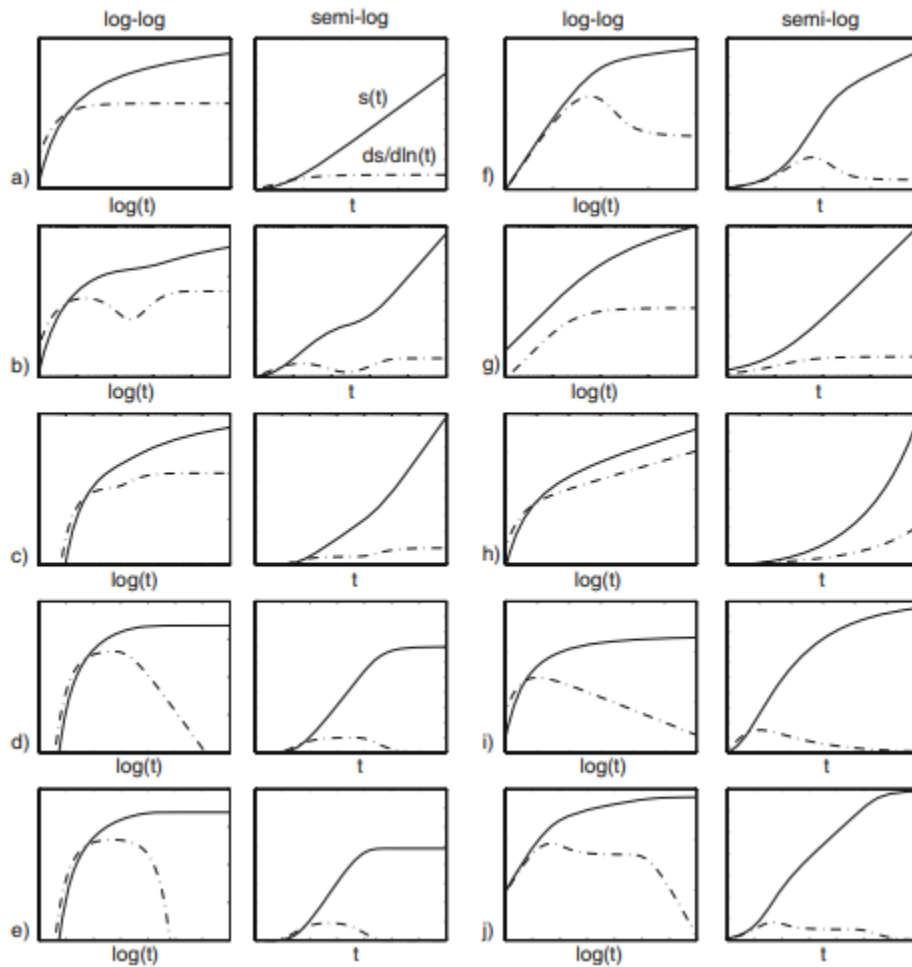 log-log semi-log log-log semi-log
s(t)
ds/dln(t)
a) f)
log(t) t log(t) t
b) g)
log(t) t log(t) t
c) h)
log(t) t log(t) t
d) i)
log(t) t log(t) t
e) j)
log(t) t log(t) t